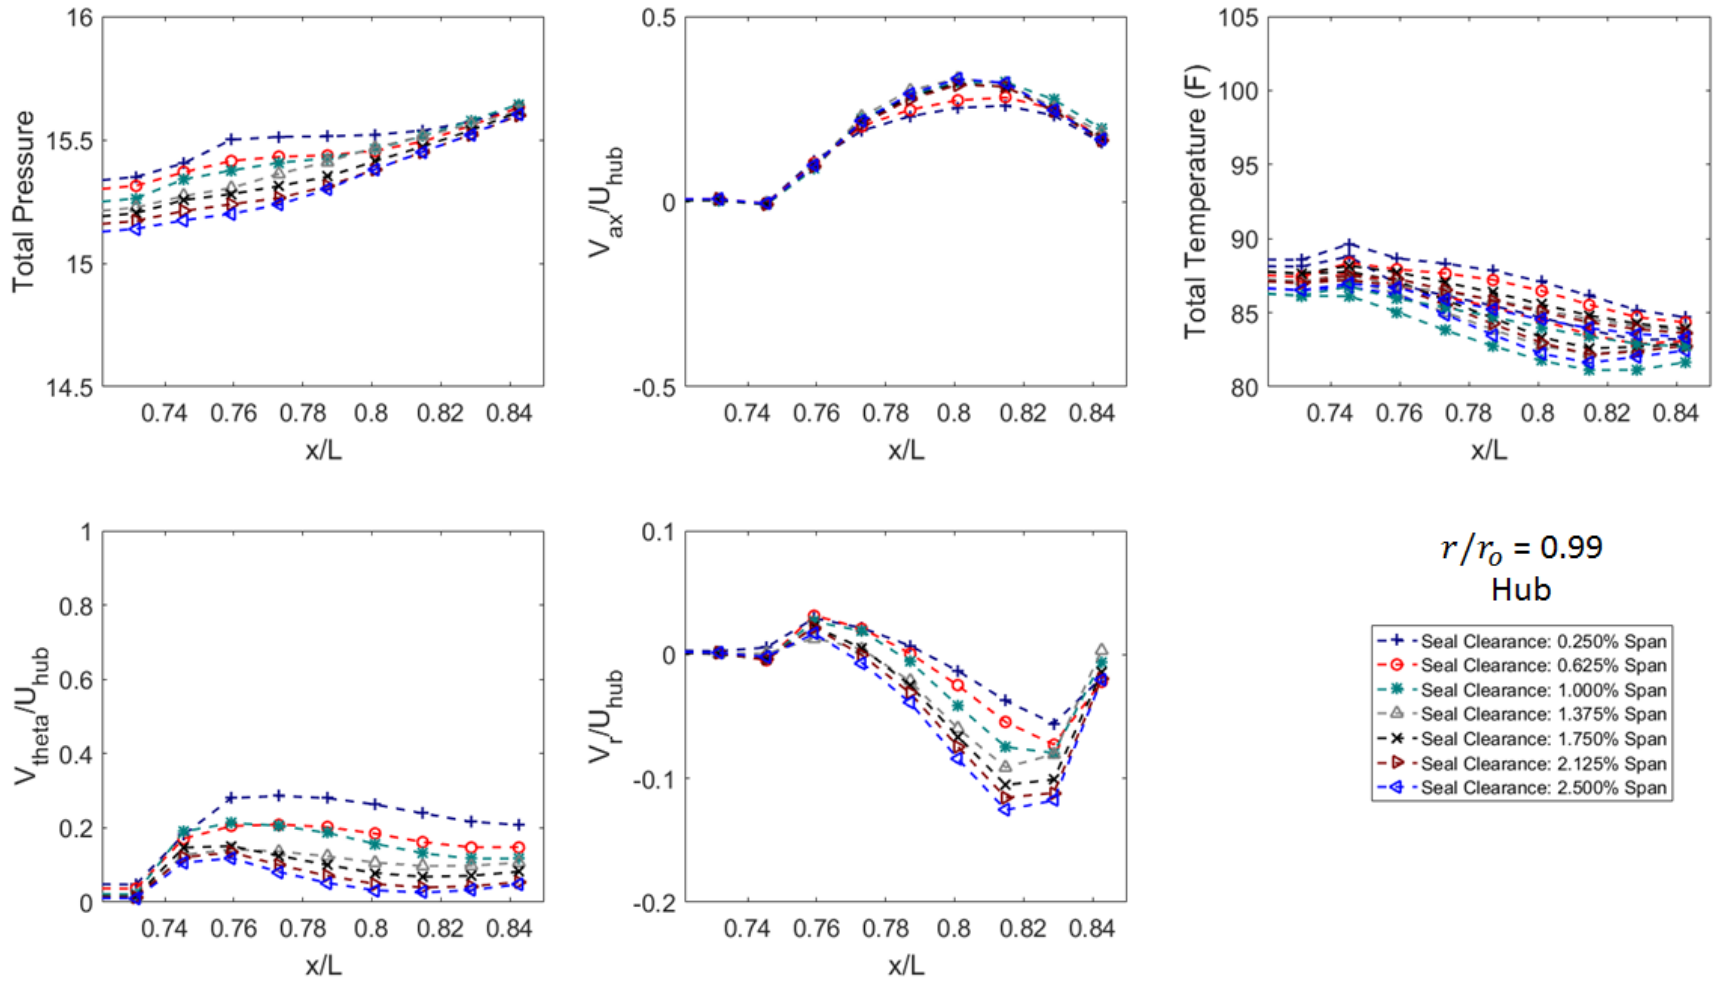 16
15.5
15
14.5
Total Pressure
0.74 0.76 0.78 0.8 0.82 0.84
x/L
0.5
0
-0.5
V_ax/U_hub
0.74 0.76 0.78 0.8 0.82 0.84
x/L
105
100
95
90
85
80
Total Temperature (F)
0.74 0.76 0.78 0.8 0.82 0.84
x/L
1
0.8
0.6
0.4
0.2
0
V_theta/U_hub
0.74 0.76 0.78 0.8 0.82 0.84
x/L
0.1
0
-0.1
-0.2
V_r/U_hub
0.74 0.76 0.78 0.8 0.82 0.84
x/L
r/r_o = 0.99
Hub
Seal Clearance: 0.250% Span
Seal Clearance: 0.625% Span
Seal Clearance: 1.000% Span
Seal Clearance: 1.375% Span
Seal Clearance: 1.750% Span
Seal Clearance: 2.125% Span
Seal Clearance: 2.500% Span